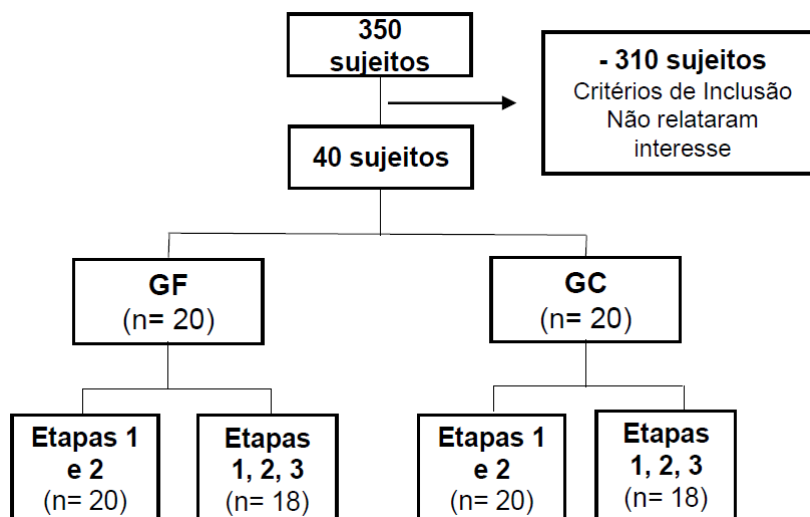 350
sujeitos
- 310 sujeitos
Critérios de Inclusão
Não relataram
interesse
40 sujeitos
GF
(n= 20)
GC
(n= 20)
Etapas 1
e 2
(n= 20)
Etapas
1, 2, 3
(n= 18)
Etapas 1
e 2
(n= 20)
Etapas
1, 2, 3
(n= 18)